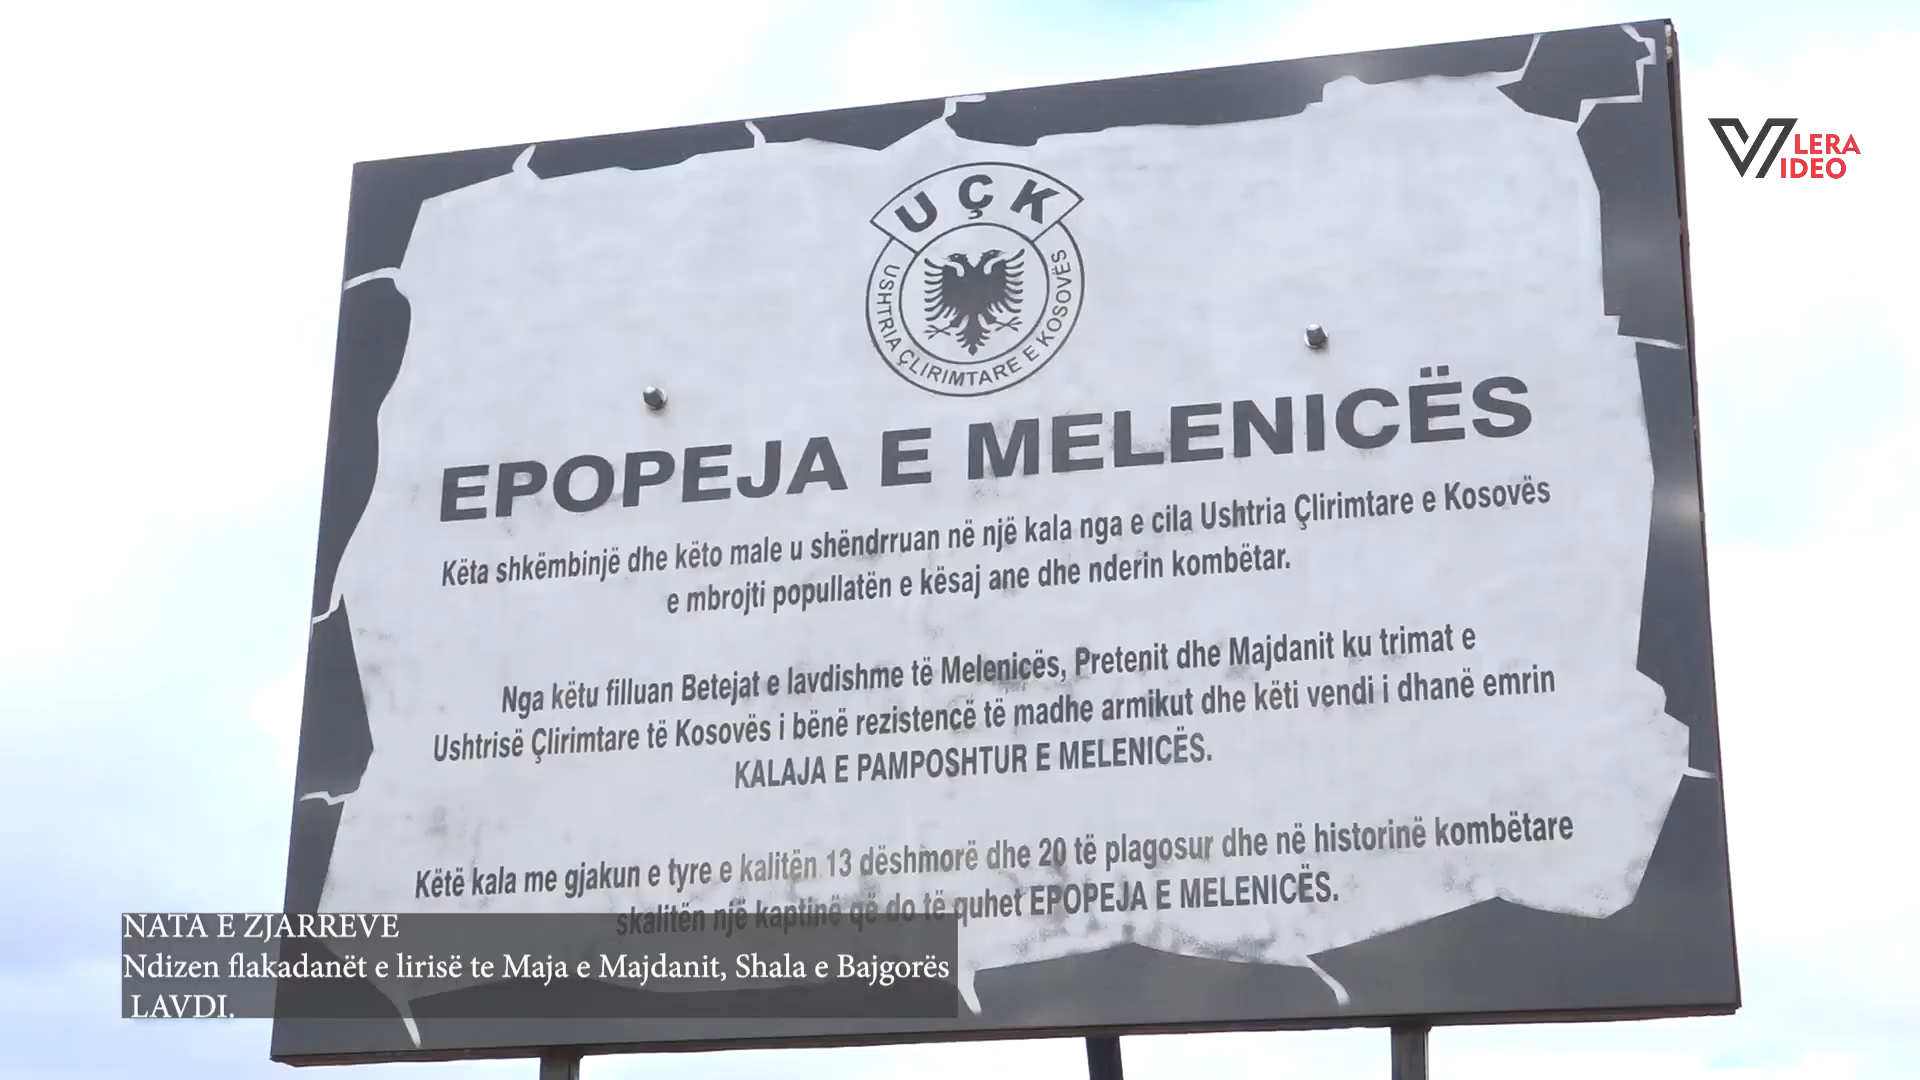 VLERA
VIDEO
UÇK
USHTRIA ÇLIRIMTARE E KOSOVËS
EPOPEJA E MELENICËS
Këta shkëmbinjë dhe këto male u shëndrruan në një kala nga e cila Ushtria Çlirimtare e Kosovës
e mbrojti popullatën e kësaj ane dhe nderin kombëtar.
Nga këtu filluan Betejat e lavdishme të Melenicës, Pretenit dhe Majdanit ku trimat e
Ushtrisë Çlirimtare të Kosovës i bënë rezistencë të madhe armikut dhe këti vendi i dhanë emrin
KALAJA E PAMPOSHTUR E MELENICËS.
Këtë kala me gjakun e tyre e kalitën 13 dëshmorë dhe 20 të plagosur dhe në historinë kombëtare
skalitën një kaptinë që do të quhet EPOPEJA E MELENICËS.
NATA E ZJARREVE
Ndizen flakadanët e lirisë te Maja e Majdanit, Shala e Bajgorës
LAVDI.